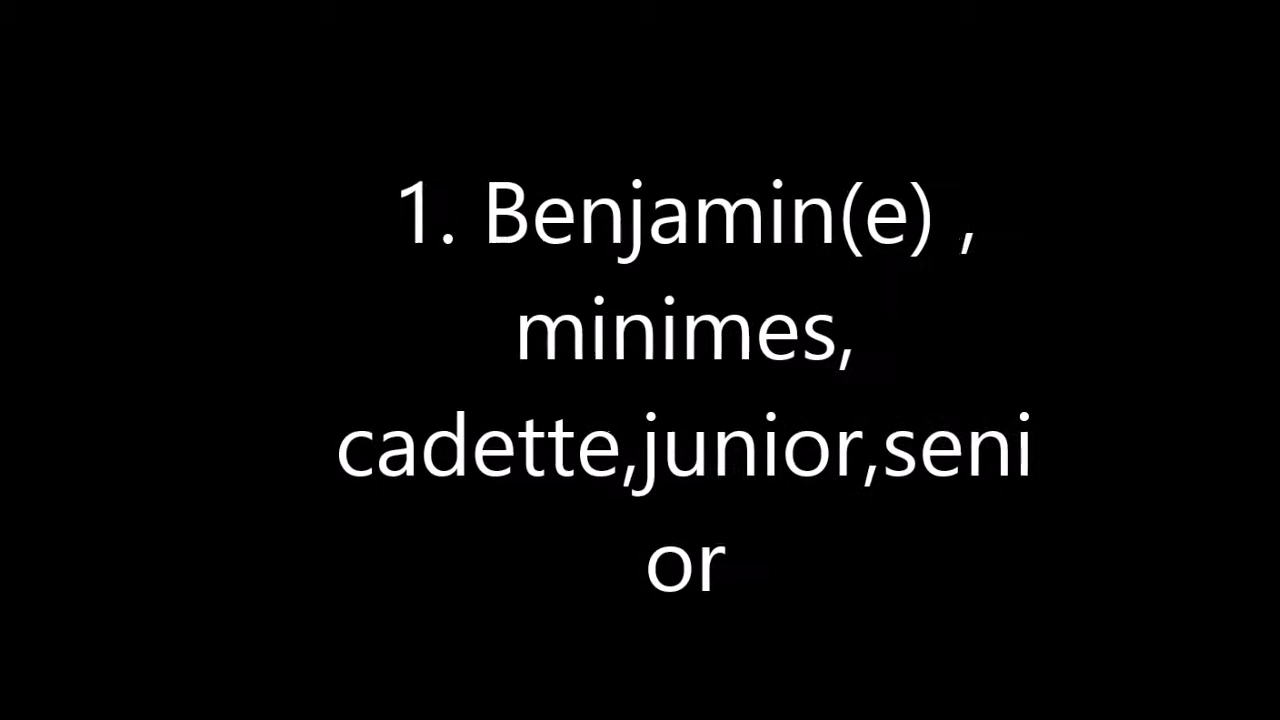 1. Benjamin(e) ,
minimes,
cadette,junior,seni
or